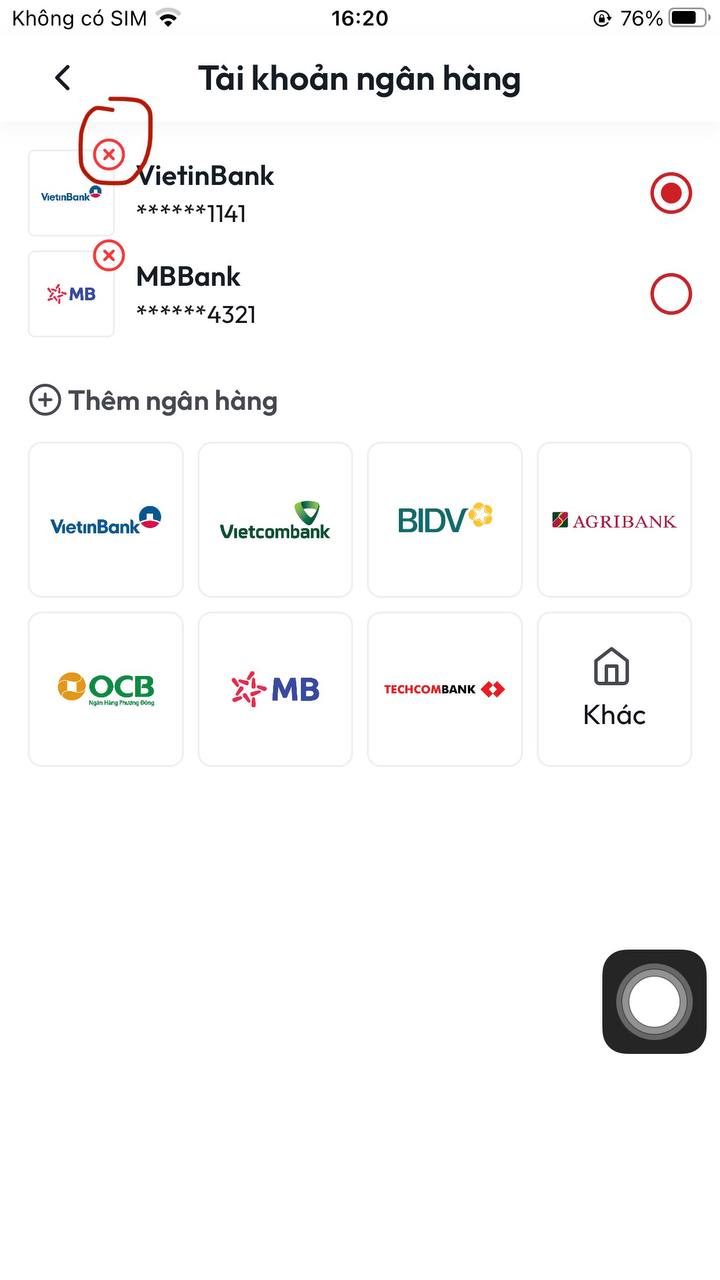 Không có SIM 16:20 76%
Tài khoản ngân hàng
VietinBank
VietinBank
******1141
MBBank
MB
******4321
Thêm ngân hàng
VietinBank Vietcombank BIDV AGRIBANK
OCB MB TECHCOMBANK
Ngân Hàng Phương Đông
Khác